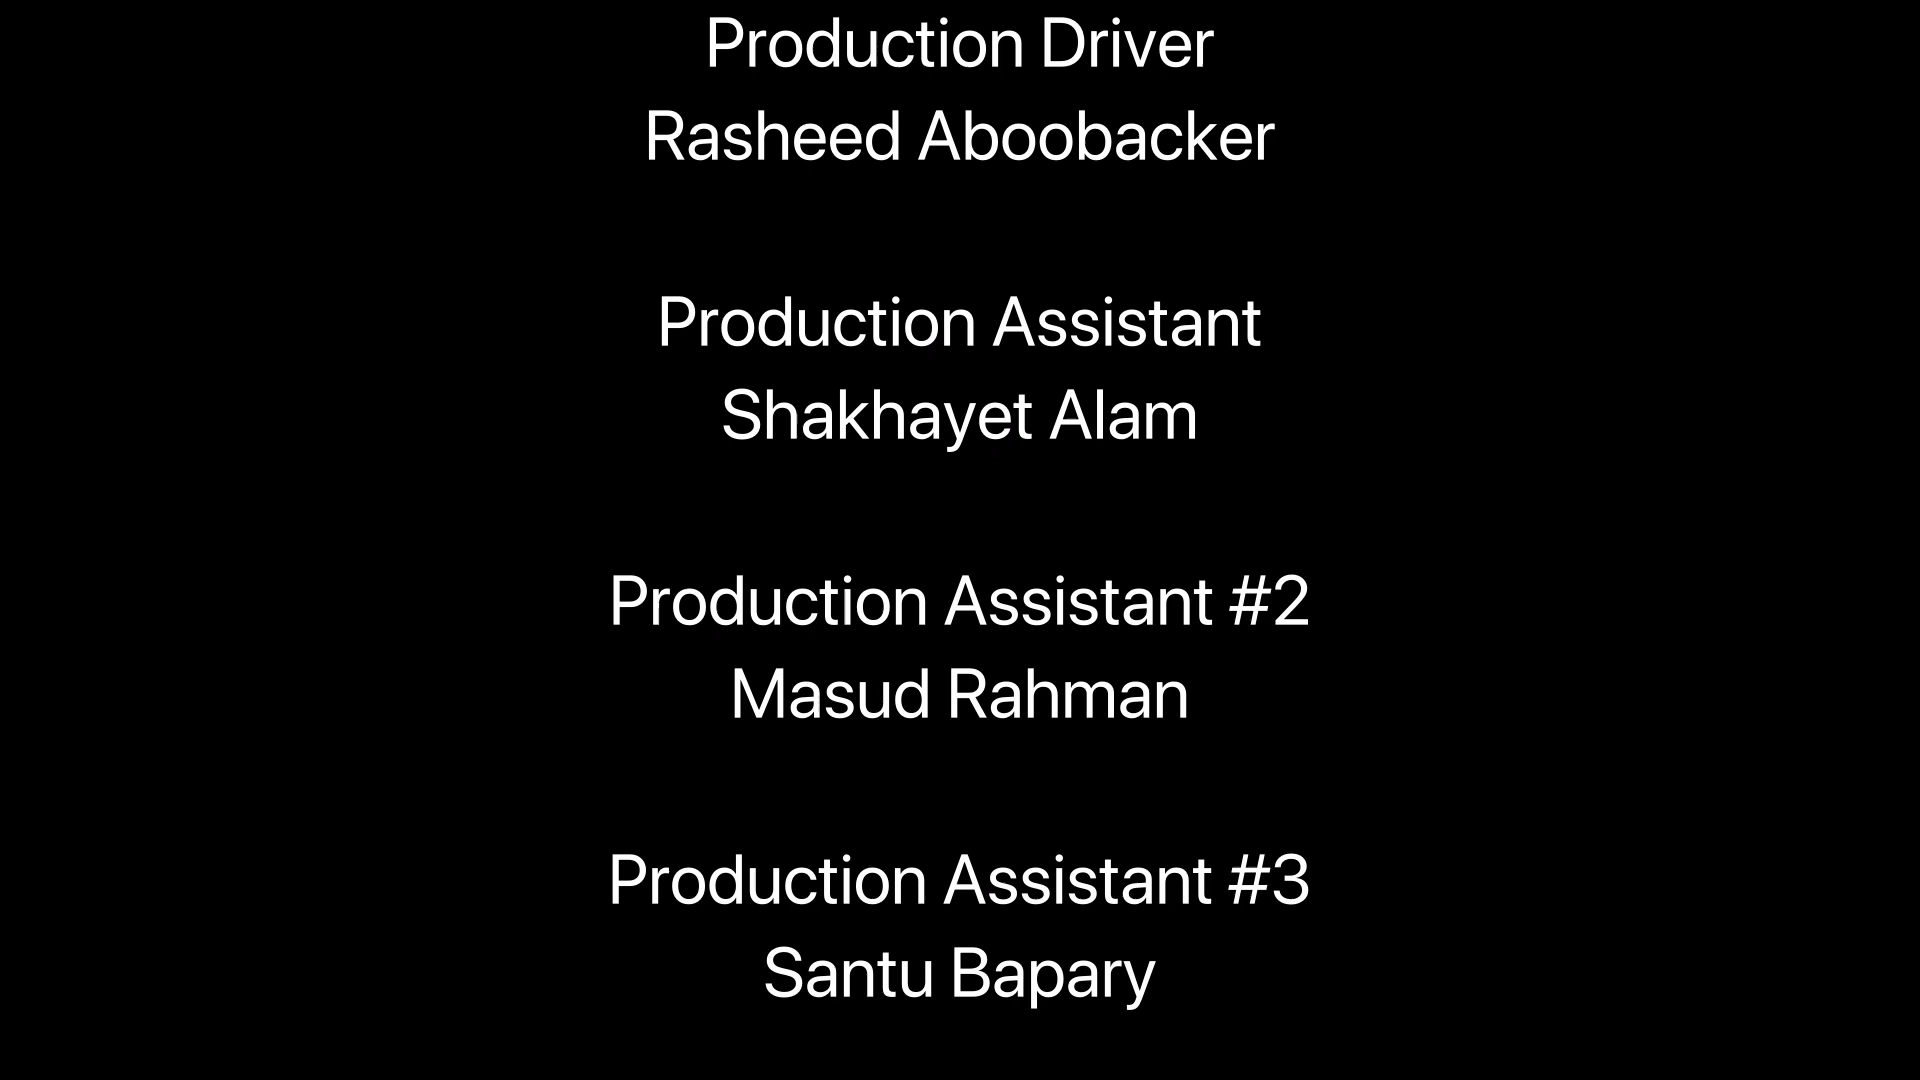 Production Driver
Rasheed Aboobacker
Production Assistant
Shakhayet Alam
Production Assistant #2
Masud Rahman
Production Assistant #3
Santu Bapary